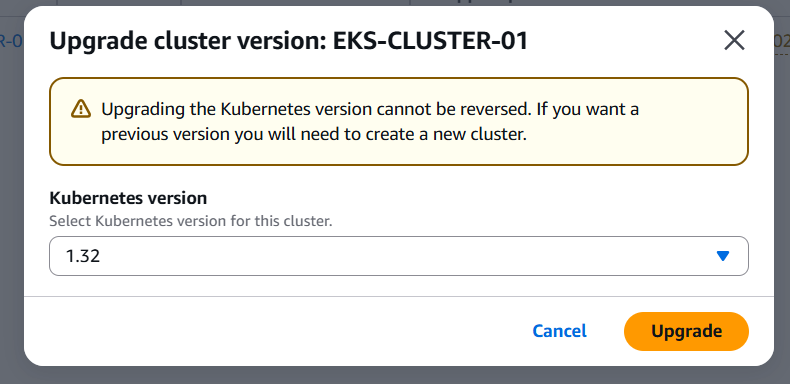 Upgrade cluster version: EKS-CLUSTER-01
Upgrading the Kubernetes version cannot be reversed. If you want a
previous version you will need to create a new cluster.
Kubernetes version
Select Kubernetes version for this cluster.
1.32
Cancel
Upgrade